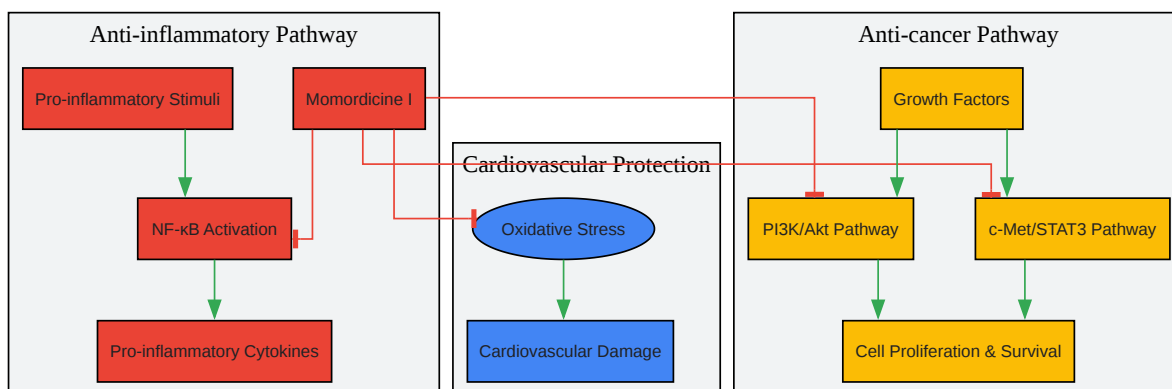 Anti-inflammatory Pathway
Pro-inflammatory Stimuli
Momordicine I
NF-κB Activation
Pro-inflammatory Cytokines
Cardiovascular Protection
Oxidative Stress
Cardiovascular Damage
Anti-cancer Pathway
Growth Factors
PI3K/Akt Pathway
c-Met/STAT3 Pathway
Cell Proliferation & Survival